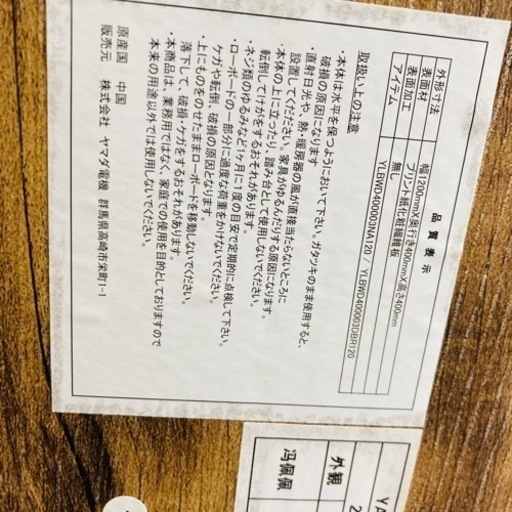 品質表示
外形寸法 幅1200mmX奥行き400mmX高さ400mm
表面材 プリント紙化粧繊維板
表面加工 無し
アイテム YLBWD400003MA120 YLBWD400003DBR120
取扱い上の注意
・本体は水平を保つようにおいて下さい。ガタツキのまま使用すると、
破損の原因になります
・直射日光や、熱・暖房器の風が直接当たらないところに
設置してください。家具がゆるんだりする原因になります
・本体の上に立ったり、踏み台として使用しないでください。
転倒してけがをするおそれがあります。
・ネジ類のゆるみなど1ヶ月に1度の目安で定期的に点検して下さい。
・ローボードの一部分に過度な荷重をかけないでください。
ケガや転倒、破損の原因となります。
・上にものをのせたままローボードを移動しないでください。
落下して、破損・ケガをするおそれがあります。
・本商品は、業務用ではなく、家庭での使用を目的としておりますので
本来の用途以外では使用しないでください。
原産国 中国
販売元 株式会社 ヤマダ電機 群馬県高崎市栄町1-1
YA
2
外観
冯佩佩